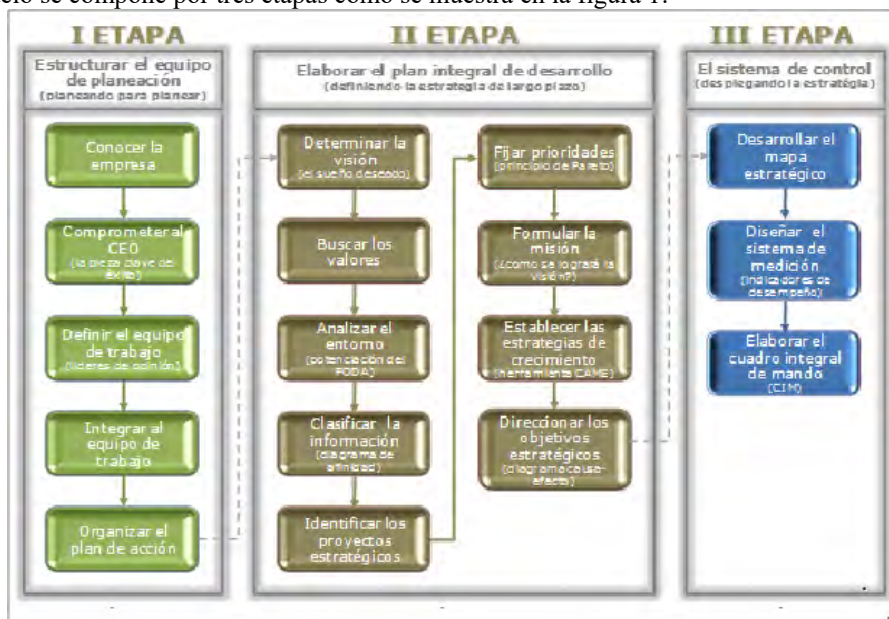 se compone por tres etapas como se muestra en la figura 1.
I ETAPA
Estructurar el equipo
de planeación
(planeando para planear)
Conocer la
empresa
Comprometer al
CEO
(la pieza clave del
éxito)
Definir el equipo
de trabajo
(líderes de opinión)
Integrar al
equipo de
trabajo
Organizar el
plan de acción
II ETAPA
Elaborar el plan integral de desarrollo
(definiendo la estrategia de largo plazo)
Determinar la
visión
(el sueño deseado)
Buscar los
valores
Analizar el
entorno
(potenciación del
FODA)
Clasificar la
información
(diagrama de
afinidad)
Identificar los
proyectos
estratégicos
Fijar prioridades
(principio de Pareto)
Formular la
misión
(¿como se logrará la
visión?)
Establecer las
estrategias de
crecimiento
(herramienta CAME)
Direccionar los
objetivos
estratégicos
(diagrama causa-
efecto)
III ETAPA
El sistema de control
(desplegando la estratégia)
Desarrollar el
mapa
estratégico
Diseñar el
sistema de
medición
(indicadores de
desempeño)
Elaborar el
cuadro integral
de mando
(CIM)